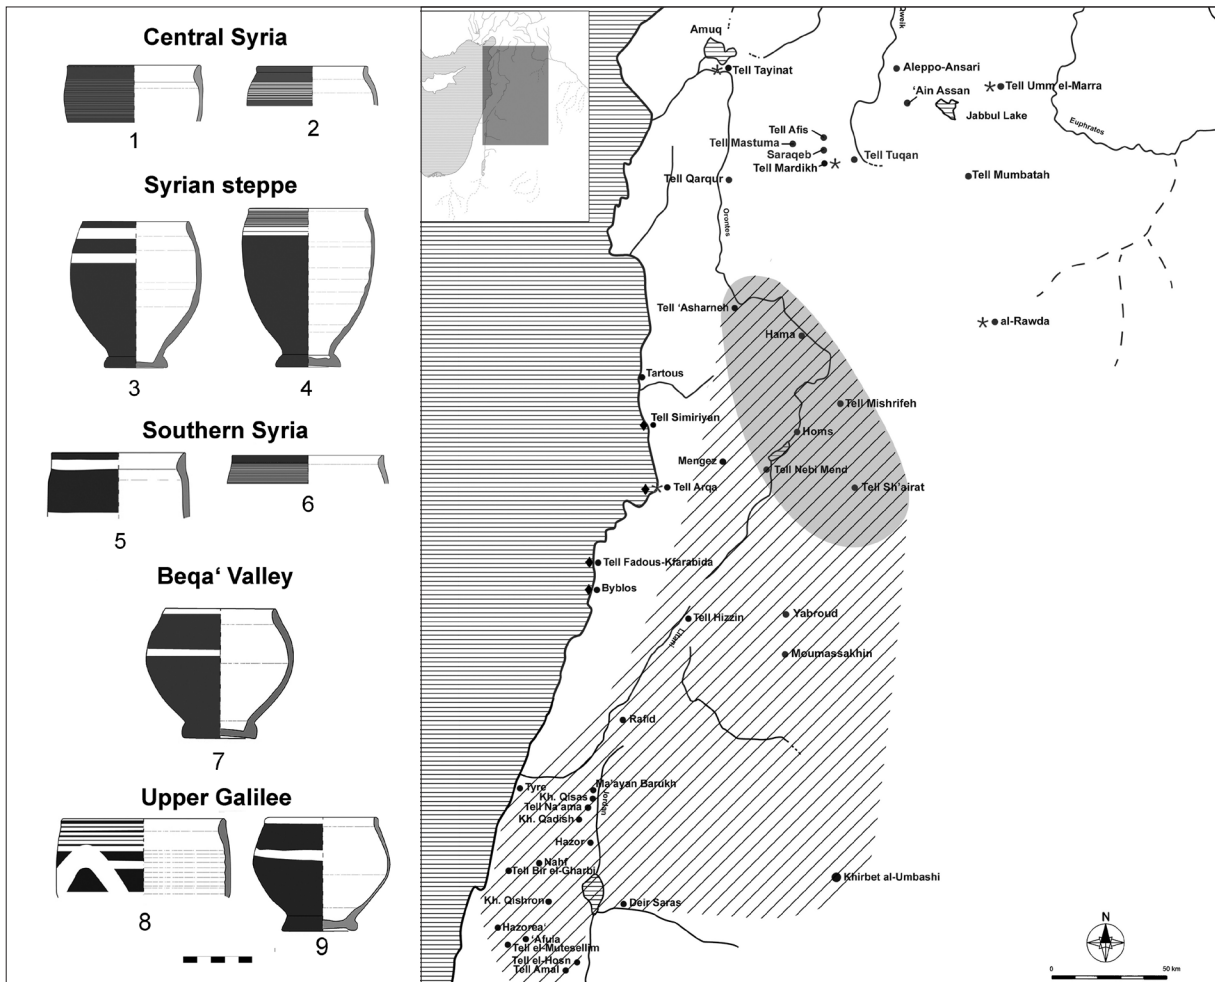 Central Syria
1
2
Syrian steppe
3
4
Southern Syria
5
6
Beqa‘ Valley
7
Upper Galilee
8
9
Amuq
Tell Tayinat
Qweik
Aleppo-Ansari
‘Ain Assan
Tell Umm el-Marra
Jabbul Lake
Euphrates
Tell Afis
Tell Mastuma
Saraqeb
Tell Mardikh
Tell Tuqan
Tell Qarqur
Tell Mumbatah
Orontes
Tell ‘Asharneh
Hama
al-Rawda
Tartous
Tell Mishrifeh
Tell Simiriyan
Homs
Mengez
Tell Nebi Mend
Tell Arqa
Tell Sh’airat
Tell Fadous-Kfarabida
Byblos
Tell Hizzin
Yabroud
Litani
Moumassakhin
Rafid
Tyre
Ma’ayan Barukh
Kh. Qisas
Tell Na’ama
Jordan
Kh. Qadish
Hazor
Nahf
Tell Bir el-Gharbi
Khirbet al-Umbashi
Kh. Qishron
Deir Saras
Hazorea’
‘Afula
Tell el-Mutesellim
Tell el-Hosn
Tell Amal
N
0
50 km